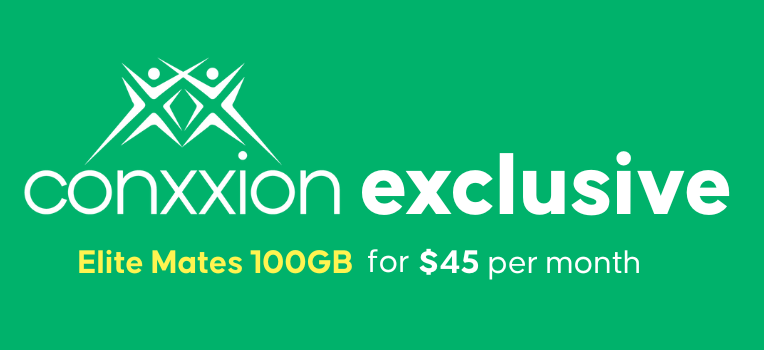 conxxion exclusive
Elite Mates 100GB for $45 per month